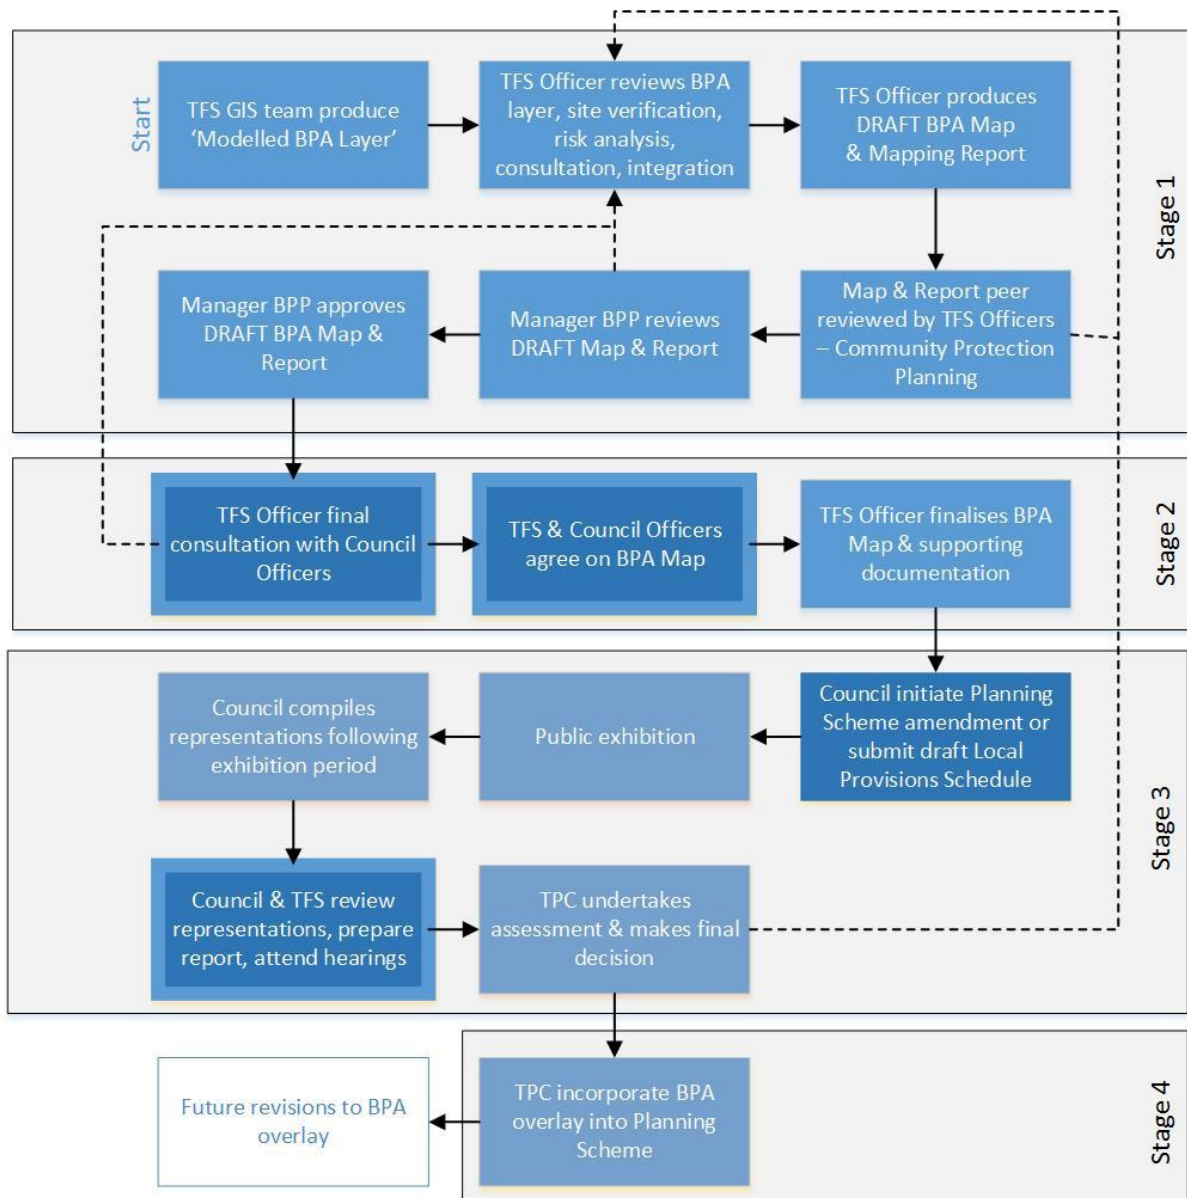 Start
TFS GIS team produce
‘Modelled BPA Layer’
TFS Officer reviews BPA
layer, site verification,
risk analysis,
consultation, integration
TFS Officer produces
DRAFT BPA Map
& Mapping Report
Stage 1
Manager BPP approves
DRAFT BPA Map &
Report
Manager BPP reviews
DRAFT Map & Report
Map & Report peer
reviewed by TFS Officers
– Community Protection
Planning
TFS Officer final
consultation with Council
Officers
TFS & Council Officers
agree on BPA Map
TFS Officer finalises BPA
Map & supporting
documentation
Stage 2
Council compiles
representations following
exhibition period
Public exhibition
Council initiate Planning
Scheme amendment or
submit draft Local
Provisions Schedule
Stage 3
Council & TFS review
representations, prepare
report, attend hearings
TPC undertakes
assessment & makes final
decision
Future revisions to BPA
overlay
TPC incorporate BPA
overlay into Planning
Scheme
Stage 4